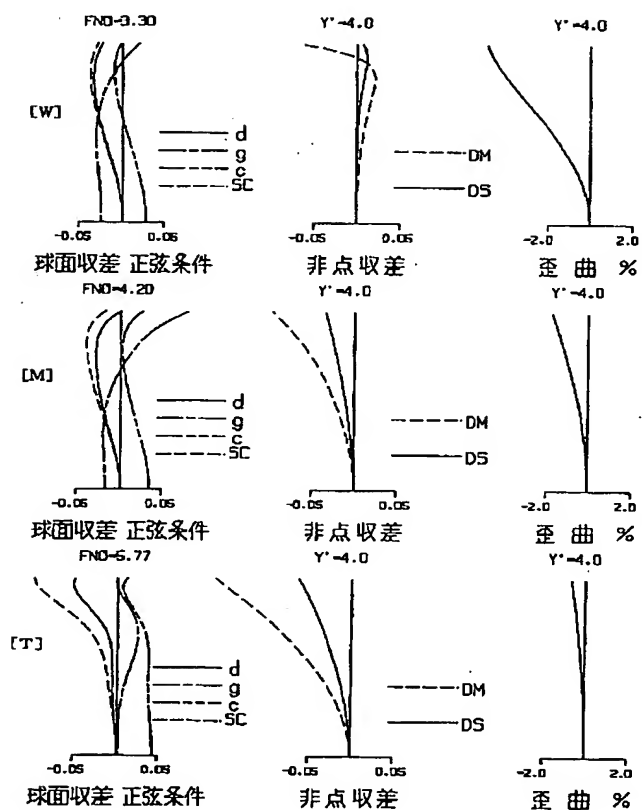 FNO=3.30 Y'=4.0 Y'=4.0
[W]
d
g
c
SC
DM
DS
-0.05 0.05 -0.05 0.05 -2.0 2.0
球面収差 正弦条件 非点収差 歪曲 %
FNO=4.20 Y'=4.0 Y'=4.0
[M]
d
g
c
SC
DM
DS
-0.05 0.05 -0.05 0.05 -2.0 2.0
球面収差 正弦条件 非点収差 歪曲 %
FNO=5.77 Y'=4.0 Y'=4.0
[T]
d
g
c
SC
DM
DS
-0.05 0.05 -0.05 0.05 -2.0 2.0
球面収差 正弦条件 非点収差 歪曲 %